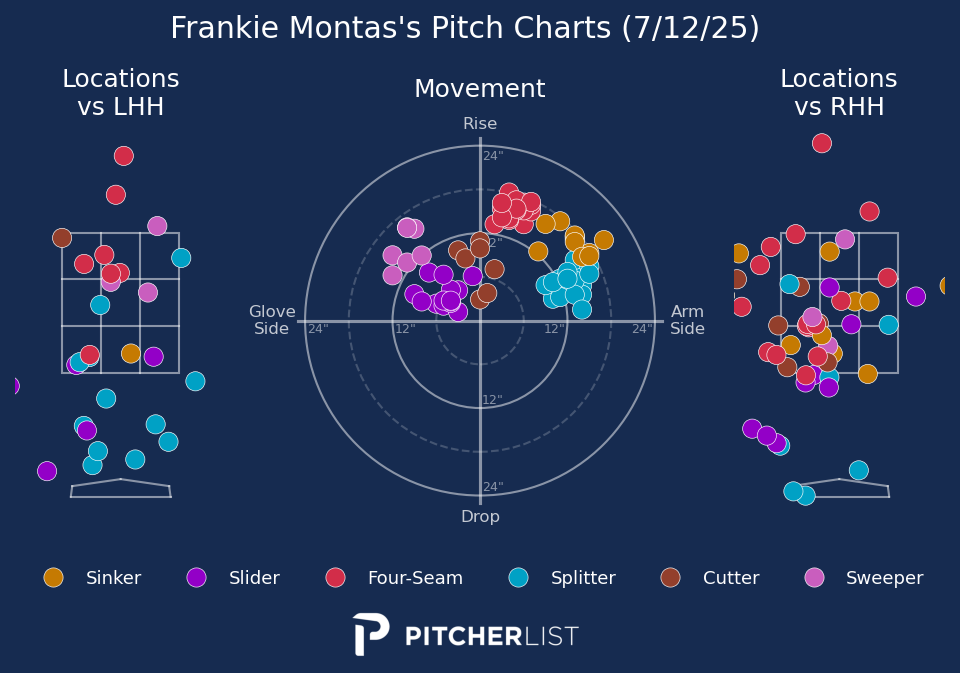 Frankie Montas's Pitch Charts (7/12/25)
Locations
vs LHH
Movement
Locations
vs RHH
Rise
24"
12"
Glove
Side
24"
12"
12"
24"
Arm
Side
12"
24"
Drop
Sinker
Slider
Four-Seam
Splitter
Cutter
Sweeper
PITCHERLIST